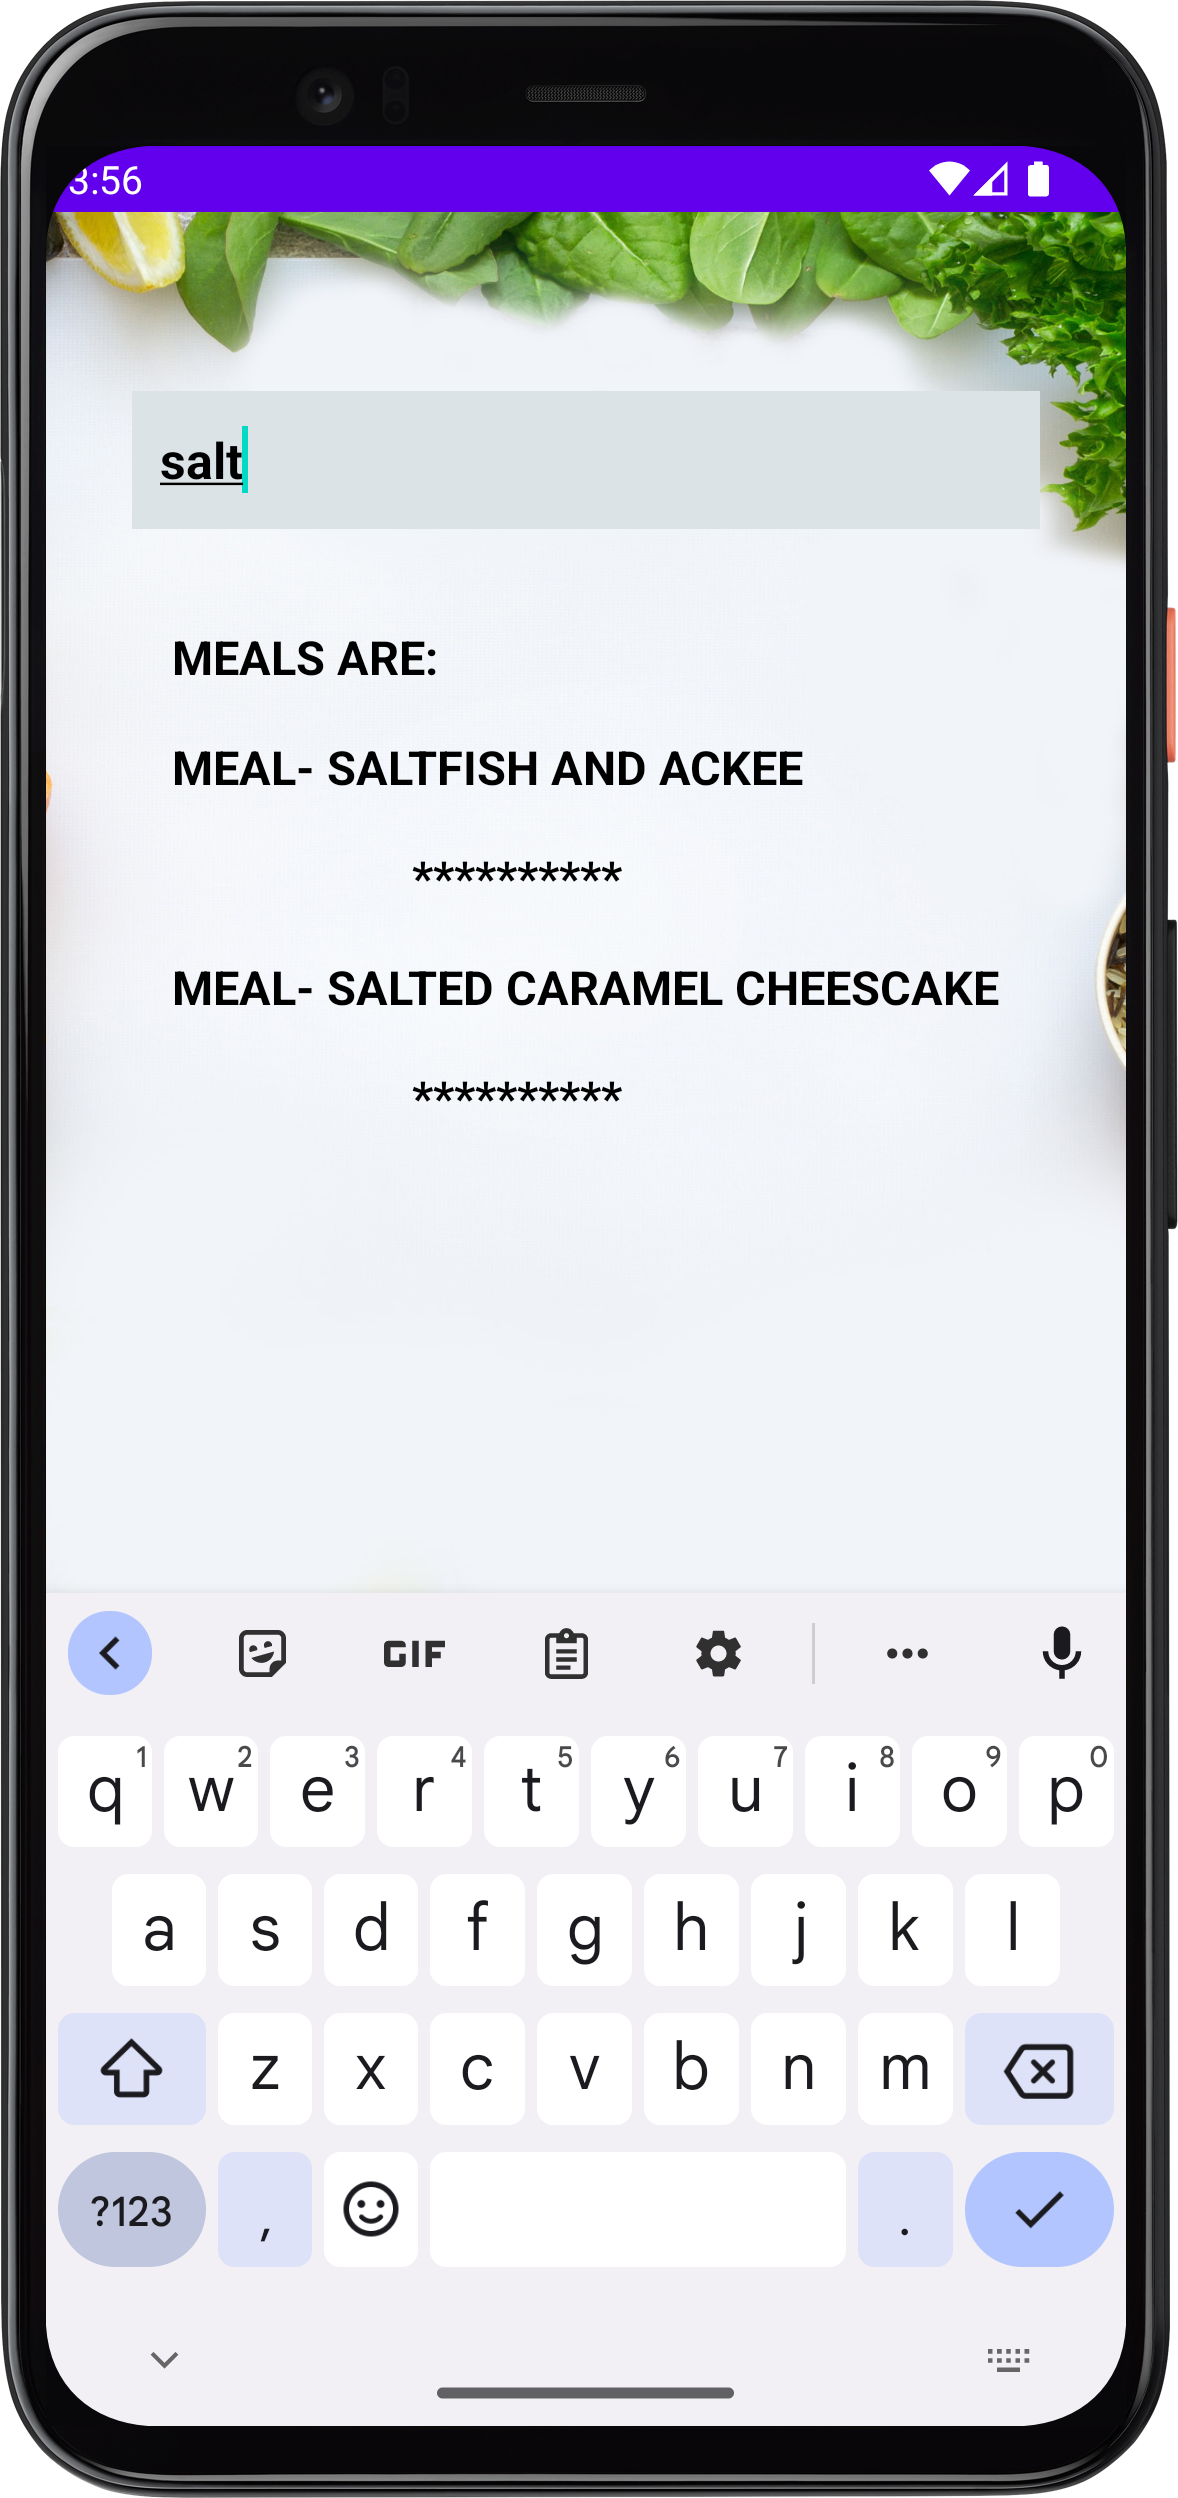 3:56
salt
MEALS ARE:
MEAL- SALTFISH AND ACKEE
**********
MEAL- SALTED CARAMEL CHEESCAKE
**********
GIF
1 2 3 4 5 6 7 8 9 0
q w e r t y u i o p
a s d f g h j k l
z x c v b n m
?123 , .